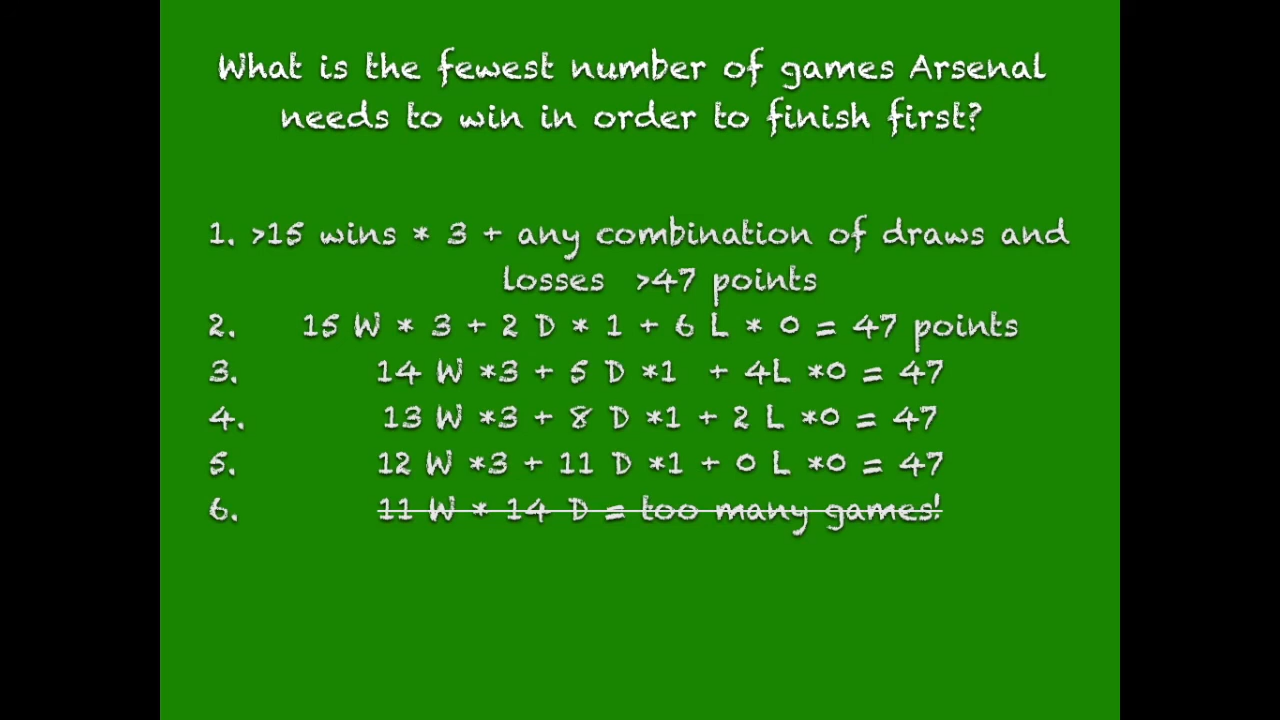 What is the fewest number of games Arsenal
needs to win in order to finish first?
1. >15 wins * 3 + any combination of draws and
losses >47 points
2. 15 W * 3 + 2 D * 1 + 6 L * 0 = 47 points
3. 14 W *3 + 5 D *1 + 4L *0 = 47
4. 13 W *3 + 8 D *1 + 2 L *0 = 47
5. 12 W *3 + 11 D *1 + 0 L *0 = 47
6. 11 W * 14 D = too many games!